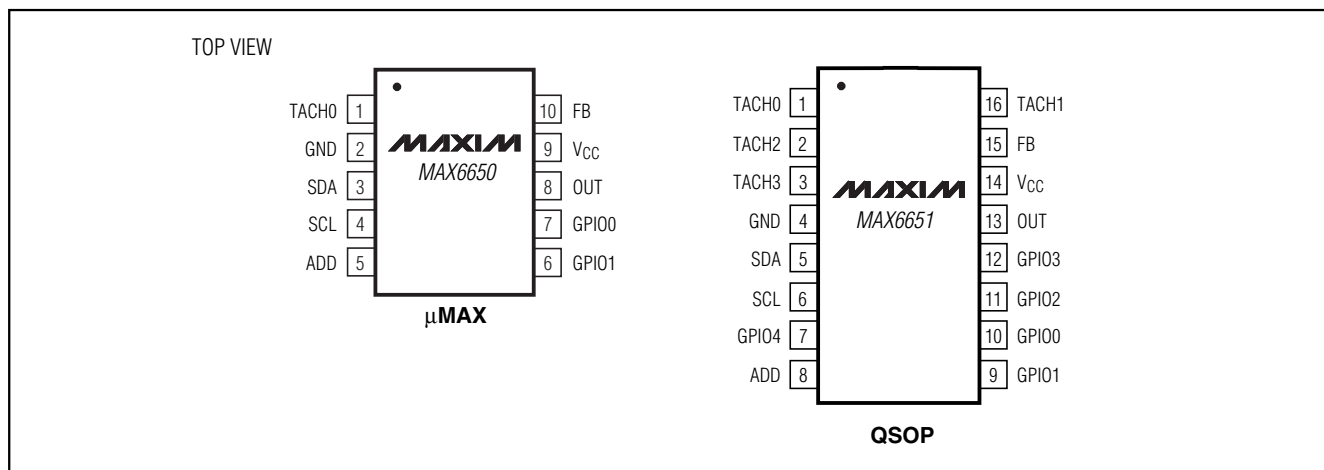 TOP VIEW
TACH0 1
GND 2
SDA 3
SCL 4
ADD 5
10 FB
9 VCC
8 OUT
7 GPIO0
6 GPIO1
MAXIM
MAX6650
µMAX
TACH0 1
TACH2 2
TACH3 3
GND 4
SDA 5
SCL 6
GPIO4 7
ADD 8
16 TACH1
15 FB
14 VCC
13 OUT
12 GPIO3
11 GPIO2
10 GPIO0
9 GPIO1
MAXIM
MAX6651
QSOP